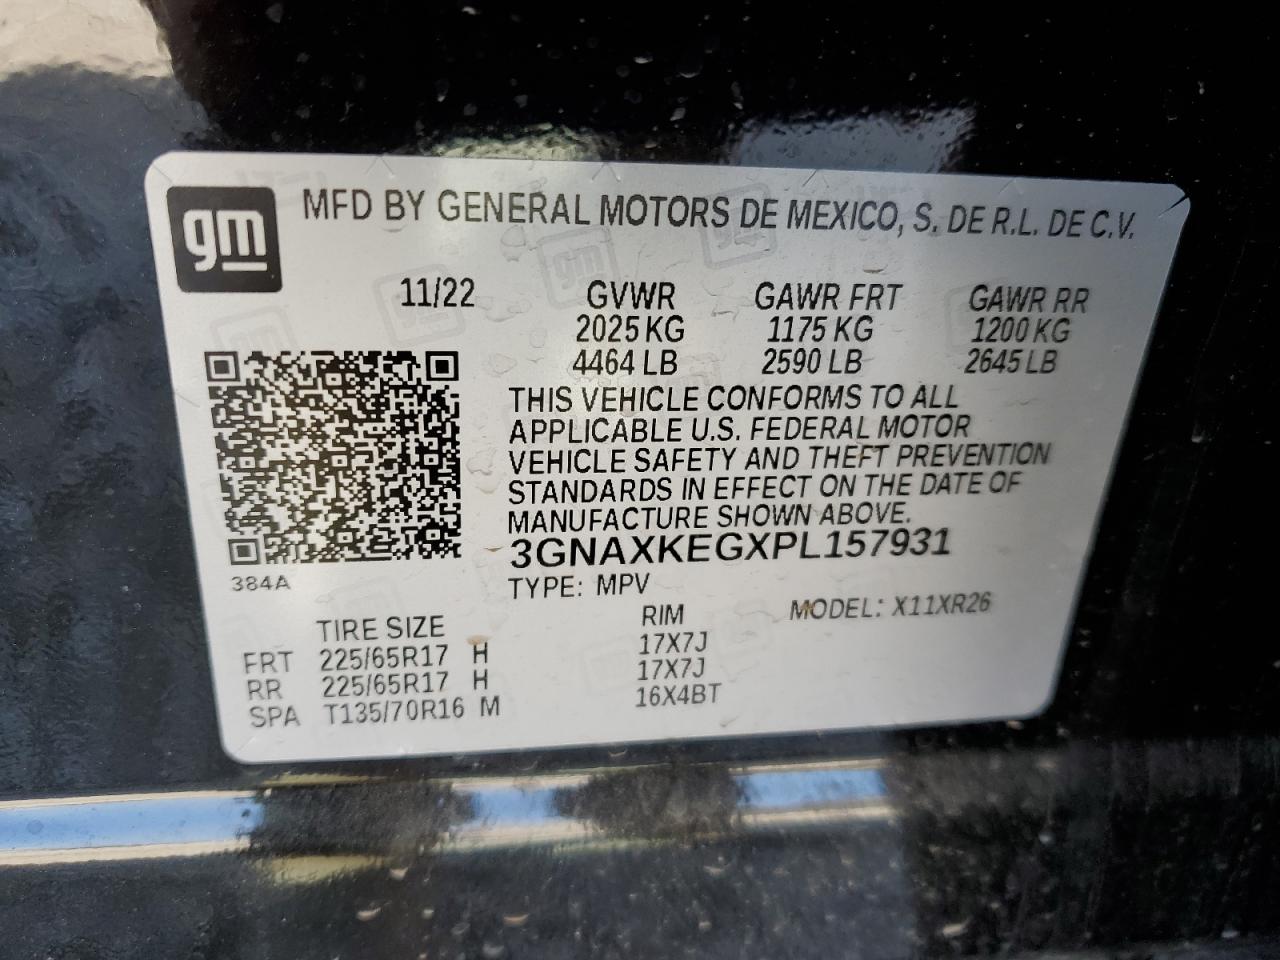 gm MFD BY GENERAL MOTORS DE MEXICO, S. DE R.L. DE C.V.
11/22 GVWR GAWR FRT GAWR RR
2025 KG 1175 KG 1200 KG
4464 LB 2590 LB 2645 LB
THIS VEHICLE CONFORMS TO ALL
APPLICABLE U.S. FEDERAL MOTOR
VEHICLE SAFETY AND THEFT PREVENTION
STANDARDS IN EFFECT ON THE DATE OF
MANUFACTURE SHOWN ABOVE.
3GNAXKEGXPL157931
384A
TYPE: MPV MODEL: X11XR26
TIRE SIZE RIM
FRT 225/65R17 H 17X7J
RR 225/65R17 H 17X7J
SPA T135/70R16 M 16X4BT